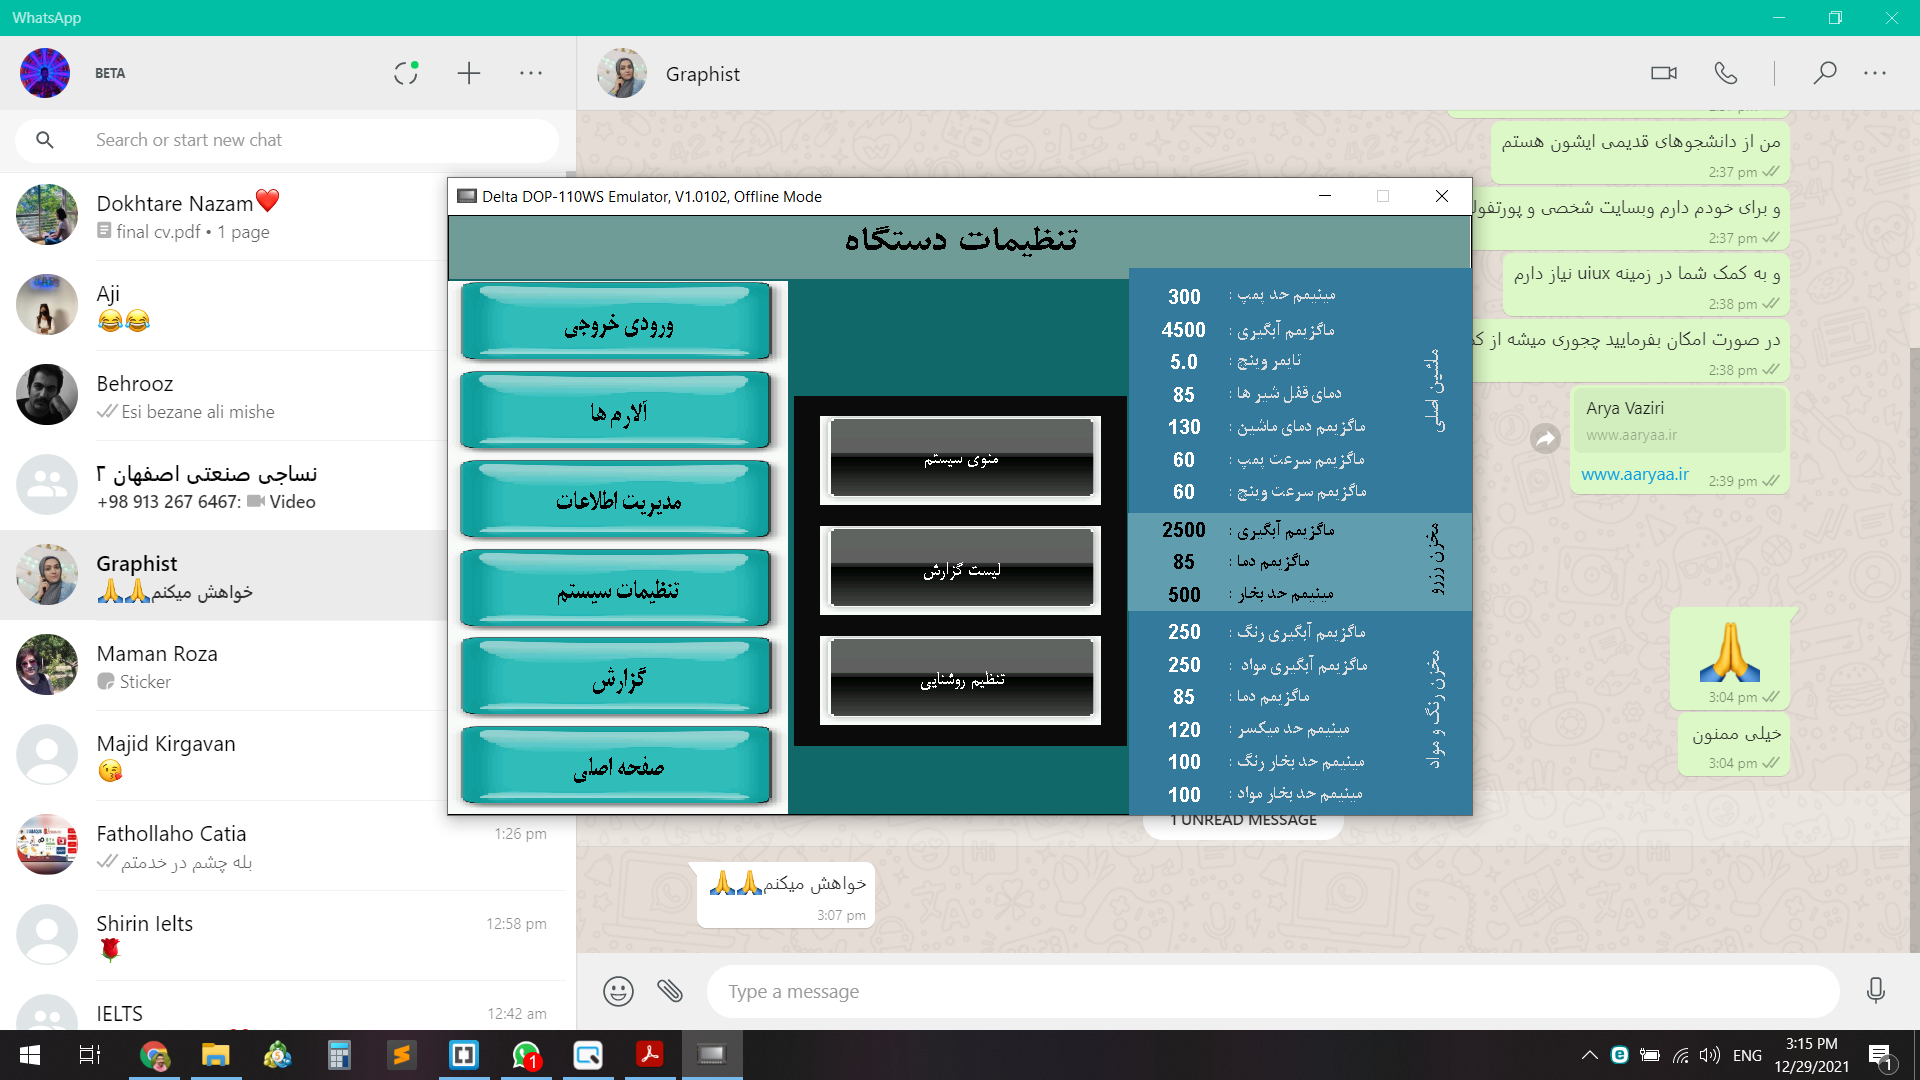 WhatsApp
BETA
Search or start new chat
Dokhtare Nazam❤️
final cv.pdf • 1 page
Aji
😂😂
Behrooz
Esi bezane ali mishe
نساجی صنعتی اصفهان ۲
+98 913 267 6467: Video
Graphist
خواهش میکنم🙏🙏
Maman Roza
Sticker
Majid Kirgavan
😘
Fathollaho Catia
1:26 pm
بله چشم در خدمتم
Shirin Ielts
12:58 pm
🌹
IELTS
12:42 am
Graphist
من از دانشجوهای قدیمی ایشون هستم
2:37 pm
و برای خودم دارم وبسایت شخصی و پورتفول
2:37 pm
و به کمک شما در زمینه uiux نیاز دارم
2:38 pm
در صورت امکان بفرمایید چجوری میشه از کم
2:38 pm
Arya Vaziri
www.aaryaa.ir
www.aaryaa.ir
2:39 pm
🙏
3:04 pm
خیلی ممنون
3:04 pm
1 UNREAD MESSAGE
خواهش میکنم🙏🙏
3:07 pm
Type a message
Delta DOP-110WS Emulator, V1.0102, Offline Mode
تنظیمات دستگاه
ورودی خروجی
آلارم ها
مدیریت اطلاعات
تنظیمات سیستم
گزارش
صفحه اصلی
منوی سیستم
لیست گزارش
تنظیم روشنایی
ماشین اصلی
مینیمم حد پمپ : 300
ماگزیمم آبگیری : 4500
تایمر وینچ : 5.0
دمای قفل شیر ها : 85
ماگزیمم دمای ماشین : 130
ماگزیمم سرعت پمپ : 60
ماگزیمم سرعت وینچ : 60
مخزن رزرو
ماگزیمم آبگیری : 2500
ماگزیمم دما : 85
مینیمم حد بخار : 500
مخزن رنگ و مواد
ماگزیمم آبگیری رنگ : 250
ماگزیمم آبگیری مواد : 250
ماگزیمم دما : 85
مینیمم حد میکسر : 120
مینیمم حد بخار رنگ : 100
مینیمم حد بخار مواد : 100
1
ENG
3:15 PM
12/29/2021
1